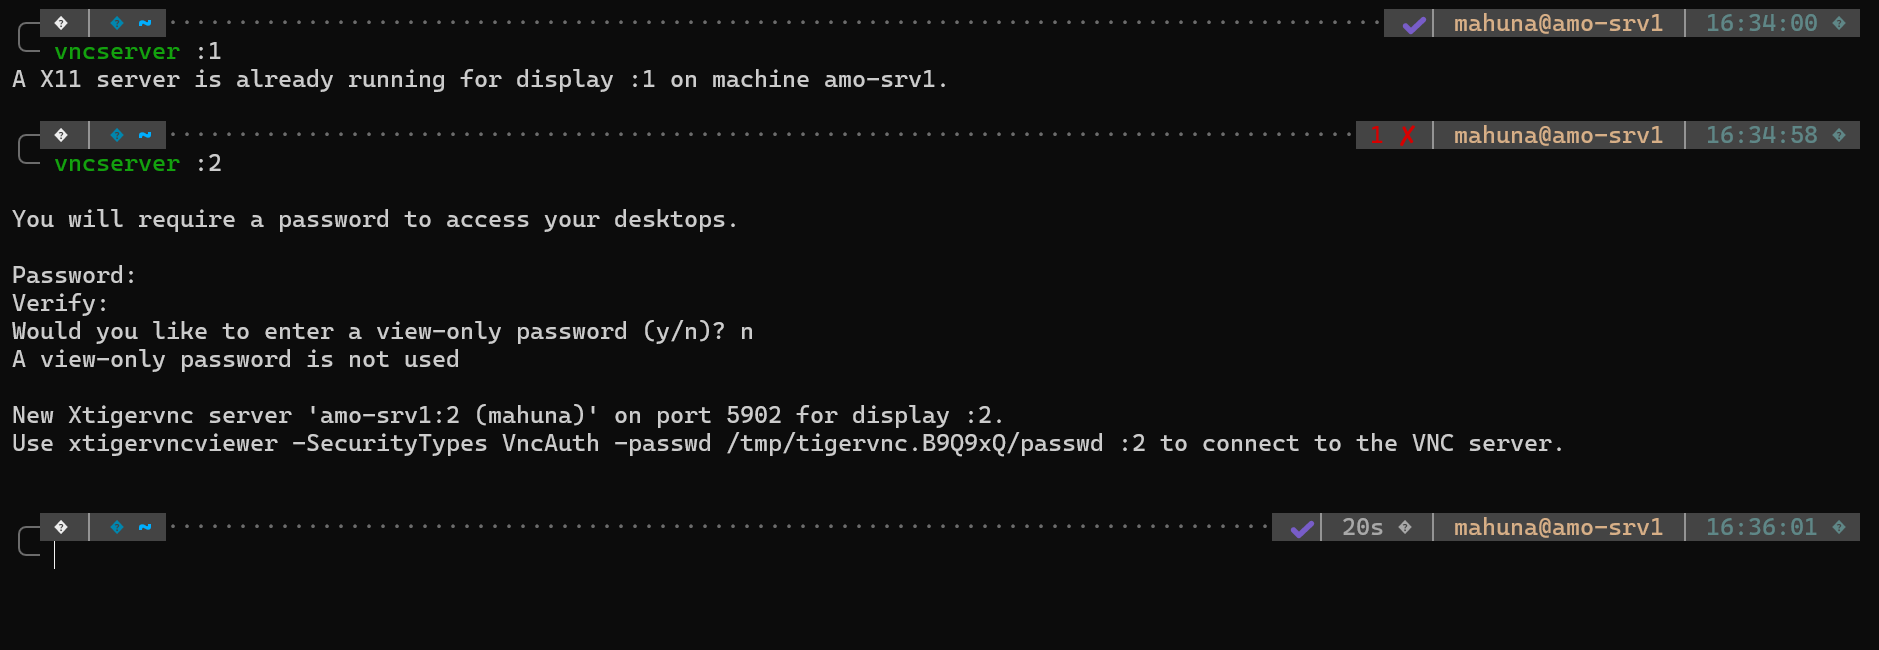 � � ~ ✔ mahuna@amo-srv1 16:34:00 �
vncserver :1
A X11 server is already running for display :1 on machine amo-srv1.
� � ~ 1 ✘ mahuna@amo-srv1 16:34:58 �
vncserver :2
You will require a password to access your desktops.
Password:
Verify:
Would you like to enter a view-only password (y/n)? n
A view-only password is not used
New Xtigervnc server 'amo-srv1:2 (mahuna)' on port 5902 for display :2.
Use xtigervncviewer -SecurityTypes VncAuth -passwd /tmp/tigervnc.B9Q9xQ/passwd :2 to connect to the VNC server.
� � ~ ✔ 20s � mahuna@amo-srv1 16:36:01 �